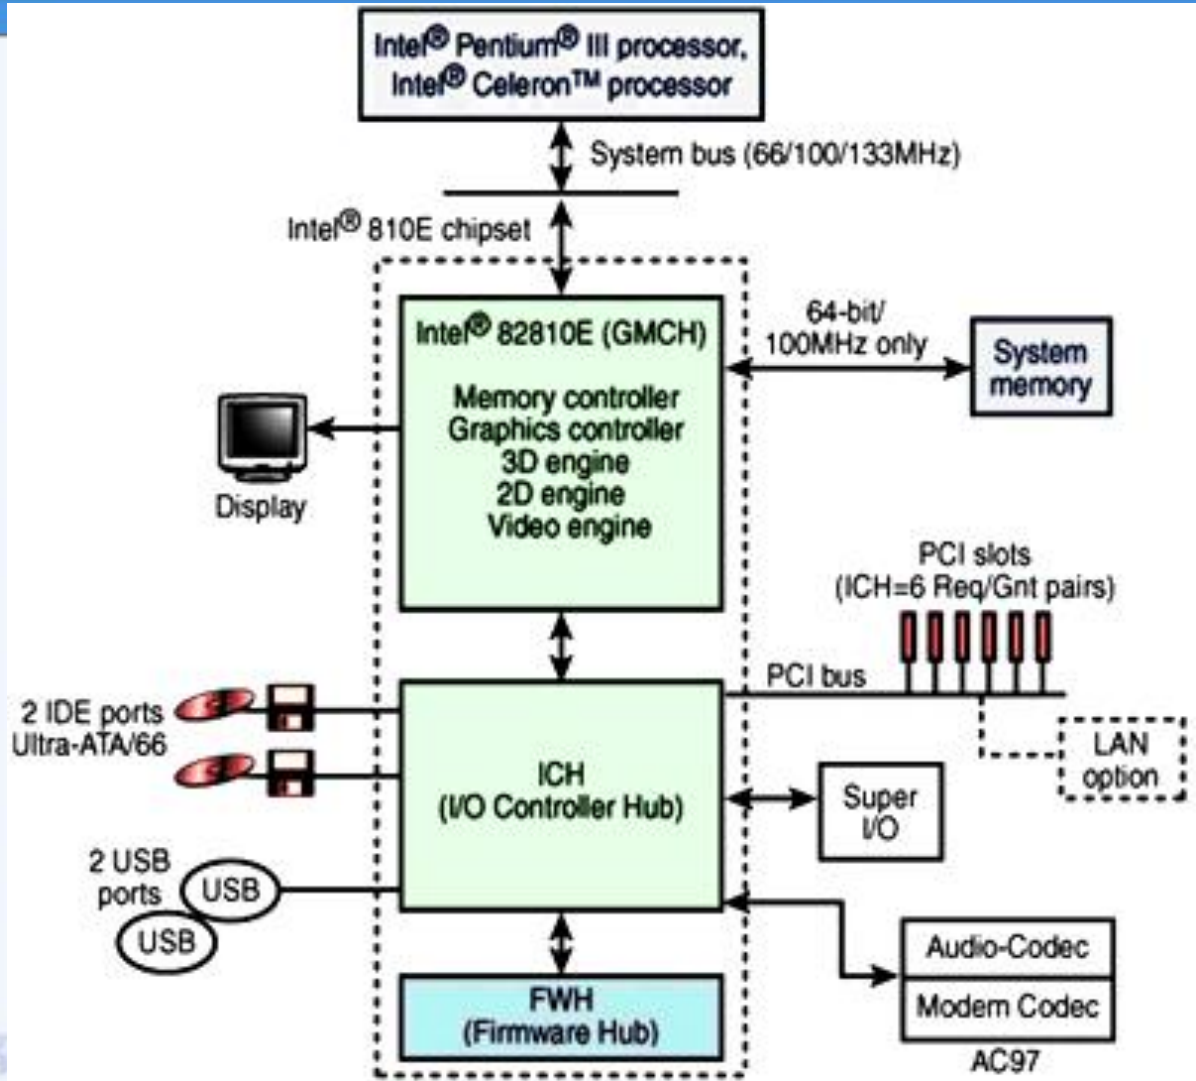 Intel® Pentium® III processor,
Intel® Celeron™ processor
System bus (66/100/133MHz)
Intel® 810E chipset
Intel® 82810E (GMCH)
Memory controller
Graphics controller
3D engine
2D engine
Video engine
64-bit/
100MHz only
System
memory
Display
PCI slots
(ICH=6 Req/Gnt pairs)
PCI bus
LAN
option
2 IDE ports
Ultra-ATA/66
ICH
(I/O Controller Hub)
Super
I/O
2 USB
ports
USB
USB
Audio-Codec
Modem Codec
AC97
FWH
(Firmware Hub)